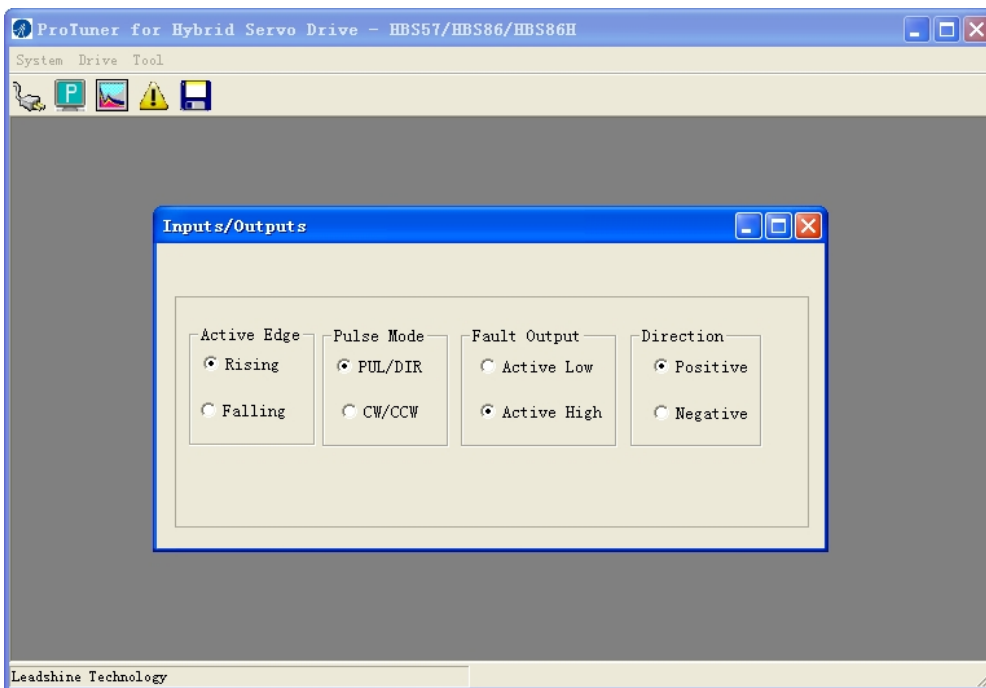 ProTuner for Hybrid Servo Drive - HBS57/HBS86/HBS86H
System Drive Tool
P
Inputs/Outputs
Active Edge Pulse Mode Fault Output Direction
Rising PUL/DIR Active Low Positive
Falling CW/CCW Active High Negative
Leadshine Technology